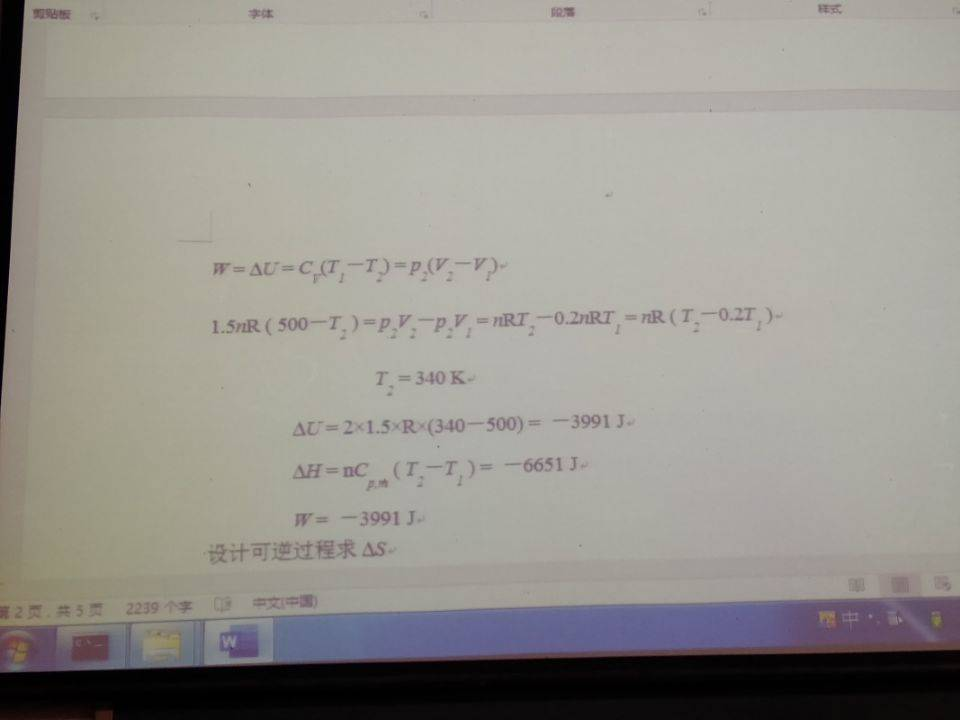 剪贴板 字体 段落 样式
W = ΔU = C_V(T_1－T_2) = p_2(V_2－V_1)
1.5nR ( 500－T_2 ) = p_2V_2－p_2V_1 = nRT_2－0.2nRT_1 = nR ( T_2－0.2T_1 )
T_2 = 340 K
ΔU = 2×1.5×R×(340－500) = －3991 J
ΔH = nC_{p,m} ( T_2－T_1 ) = －6651 J
W = －3991 J
设计可逆过程求 ΔS
第 2 页，共 5 页 2239 个字 中文(中国)
中